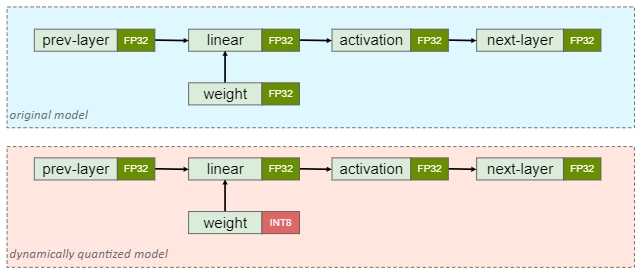 prev-layer FP32 linear FP32 activation FP32 next-layer FP32
weight FP32
original model
prev-layer FP32 linear FP32 activation FP32 next-layer FP32
weight INT8
dynamically quantized model